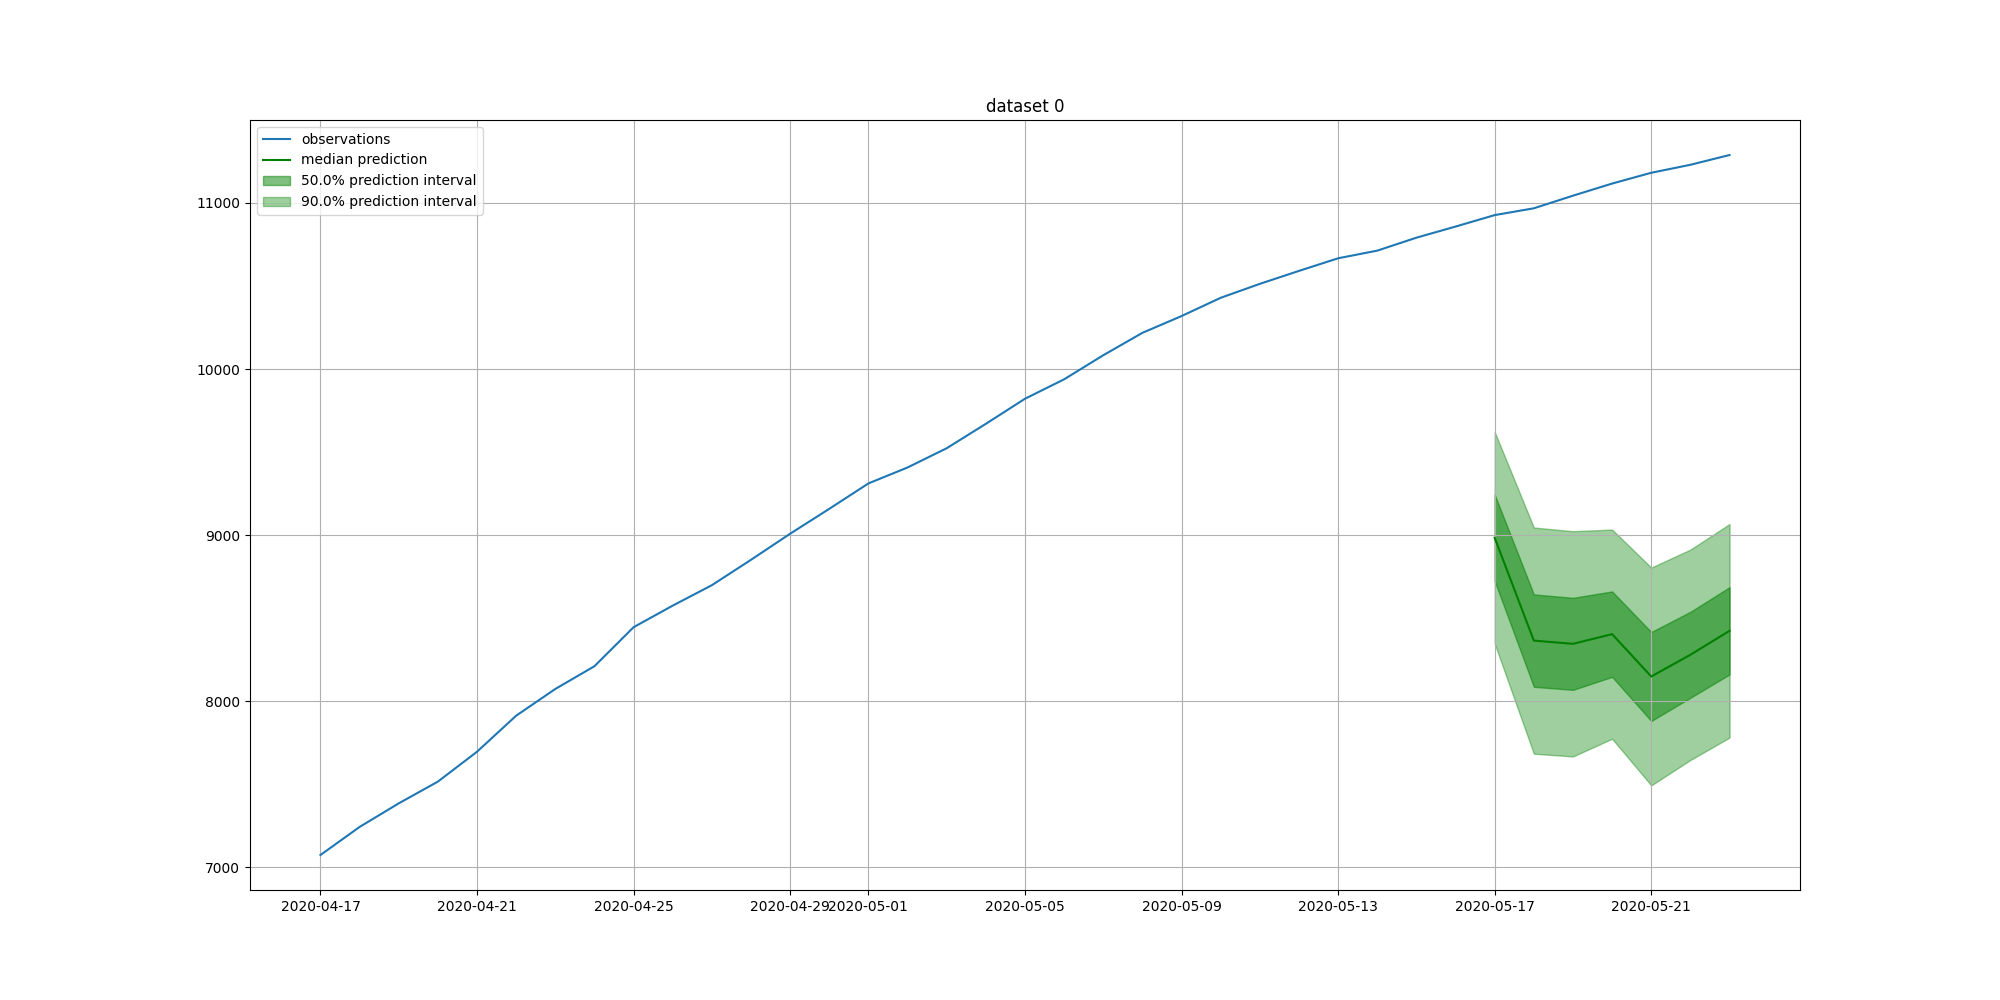 dataset 0
observations
median prediction
50.0% prediction interval
90.0% prediction interval
11000
10000
9000
8000
7000
2020-04-17 2020-04-21 2020-04-25 2020-04-29 2020-05-01 2020-05-05 2020-05-09 2020-05-13 2020-05-17 2020-05-21